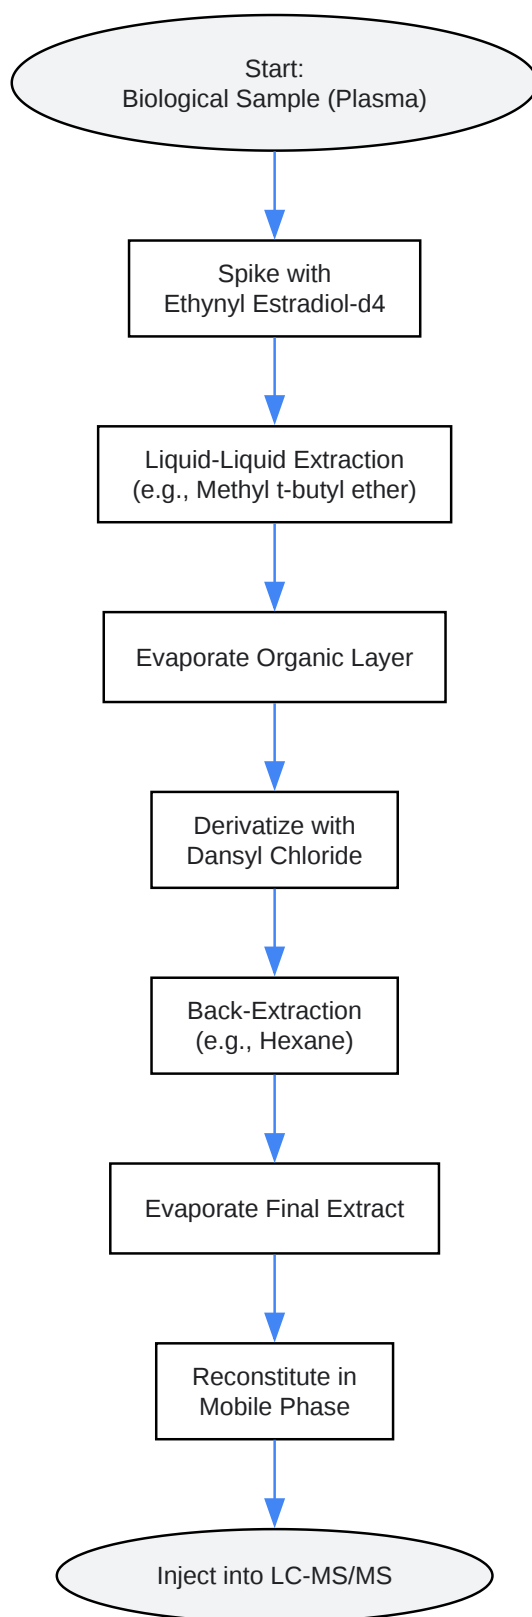 Start:
Biological Sample (Plasma)
Spike with
Ethynyl Estradiol-d4
Liquid-Liquid Extraction
(e.g., Methyl t-butyl ether)
Evaporate Organic Layer
Derivatize with
Dansyl Chloride
Back-Extraction
(e.g., Hexane)
Evaporate Final Extract
Reconstitute in
Mobile Phase
Inject into LC-MS/MS